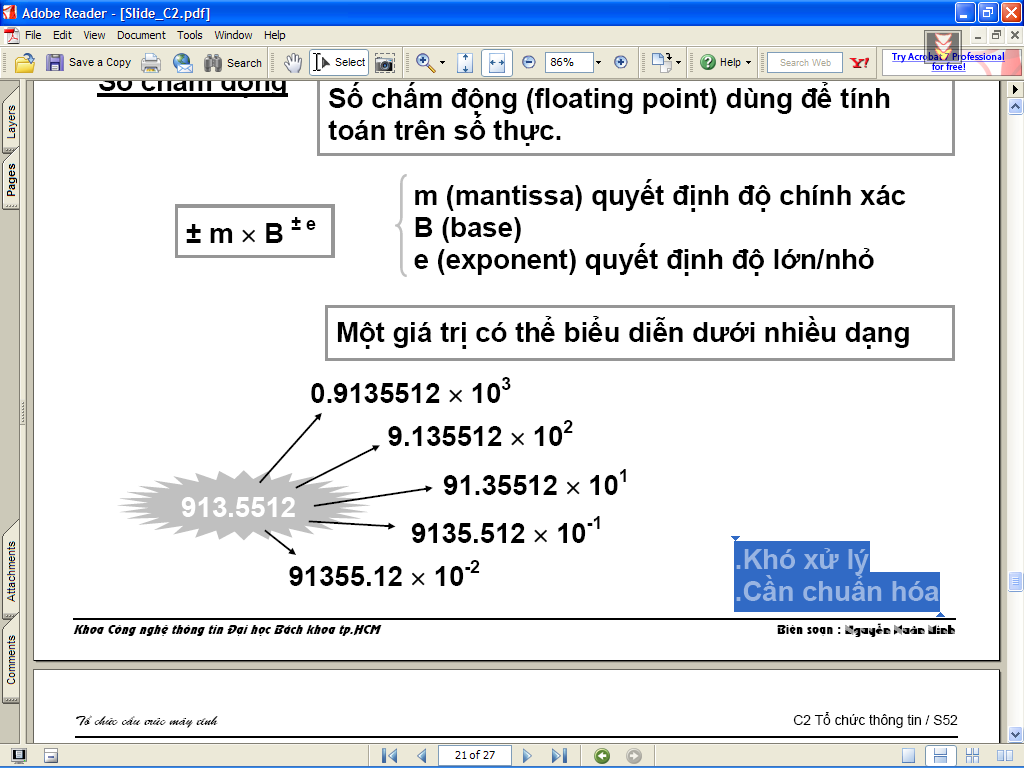 Adobe Reader - [Slide_C2.pdf]
File Edit View Document Tools Window Help
Save a Copy Search Select 86% Help Search Web Y! Try Acrobat Professional for free!
Số chấm động
Số chấm động (floating point) dùng để tính
toán trên số thực.
m (mantissa) quyết định độ chính xác
± m × B ± e
B (base)
e (exponent) quyết định độ lớn/nhỏ
Một giá trị có thể biểu diễn dưới nhiều dạng
0.9135512 × 10³
9.135512 × 10²
91.35512 × 10¹
913.5512
9135.512 × 10⁻¹
91355.12 × 10⁻²
.Khó xử lý
.Cần chuẩn hóa
Khoa Công nghệ thông tin Đại học Bách khoa tp.HCM
Biên soạn :
Tổ chức cấu trúc máy tính
C2 Tổ chức thông tin / S52
Layers
Pages
Attachments
Comments
21 of 27